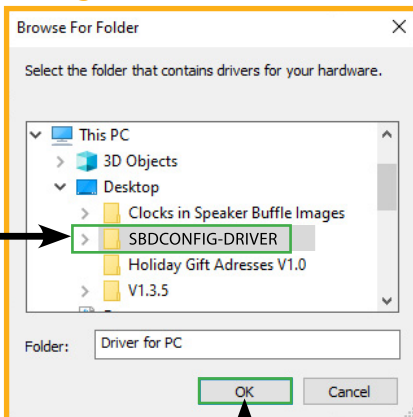 Browse For Folder
Select the folder that contains drivers for your hardware.
This PC
3D Objects
Desktop
Clocks in Speaker Buffle Images
SBDCONFIG-DRIVER
Holiday Gift Adresses V1.0
V1.3.5
Folder: Driver for PC
OK Cancel